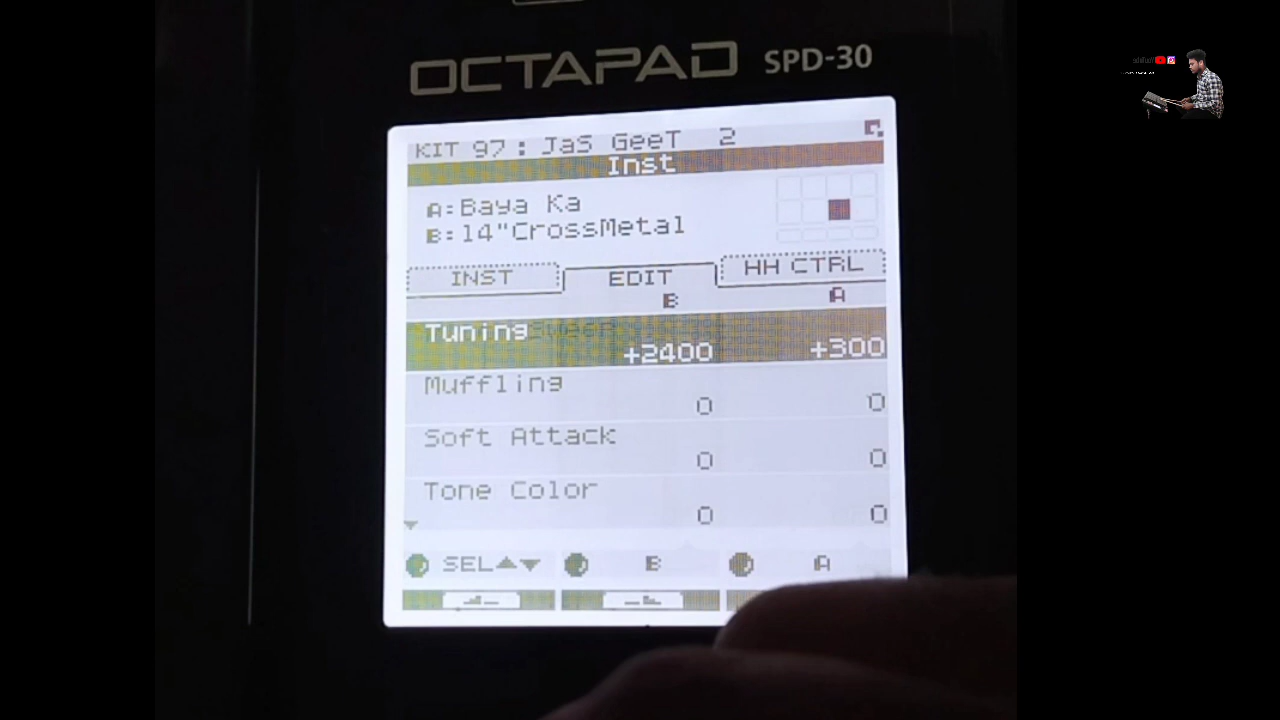 OCTAPAD SPD-30
KIT 97: JaS GeeT 2
Inst
A:Baya Ka
B:14"CrossMetal
INST EDIT HH CTRL
B A
Tuning
+2400 +300
Muffling
0 0
Soft Attack
0 0
Tone Color
0 0
SEL▲▼ B A